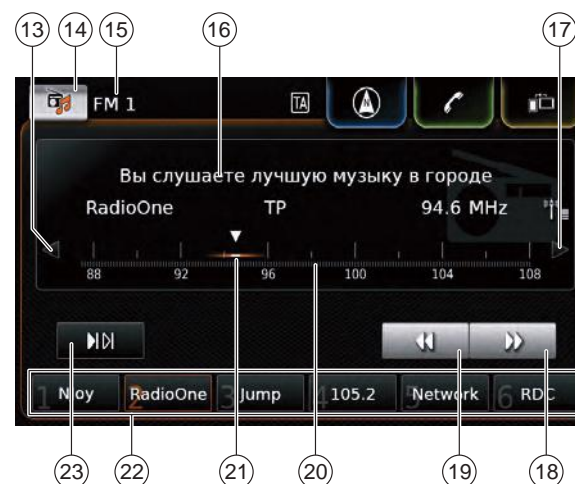 13 14 15 16 17
FM 1 TA N
Вы слушаете лучшую музыку в городе
RadioOne TP 94.6 MHz
88 92 96 100 104 108
1 Njoy 2 RadioOne 3 Jump 4 105.2 5 Network 6 RDC
23 22 21 20 19 18